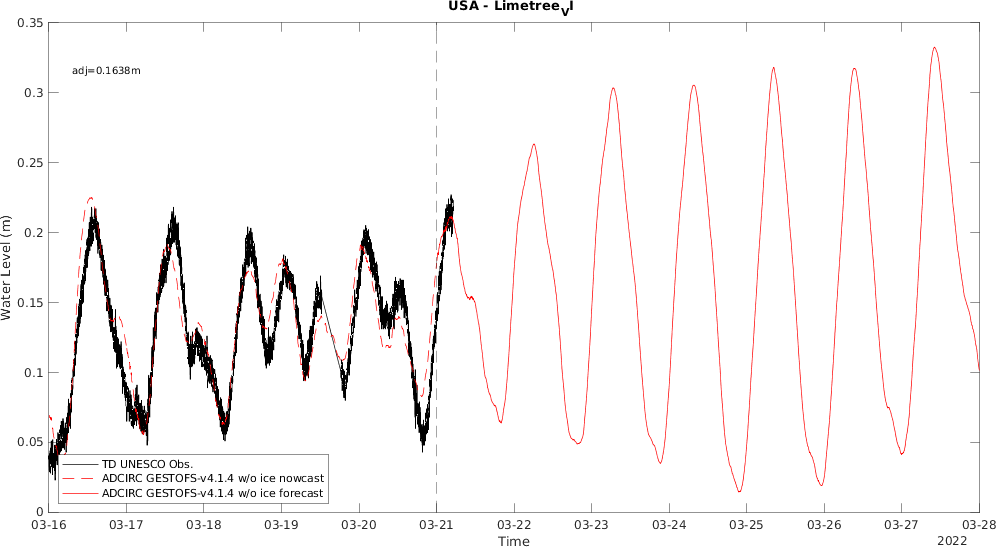 USA - Limetree_VI
adj=0.1638m
Water Level (m)
0.35
0.3
0.25
0.2
0.15
0.1
0.05
0
TD UNESCO Obs.
ADCIRC GESTOFS-v4.1.4 w/o ice nowcast
ADCIRC GESTOFS-v4.1.4 w/o ice forecast
03-16 03-17 03-18 03-19 03-20 03-21 03-22 03-23 03-24 03-25 03-26 03-27 03-28
Time
2022